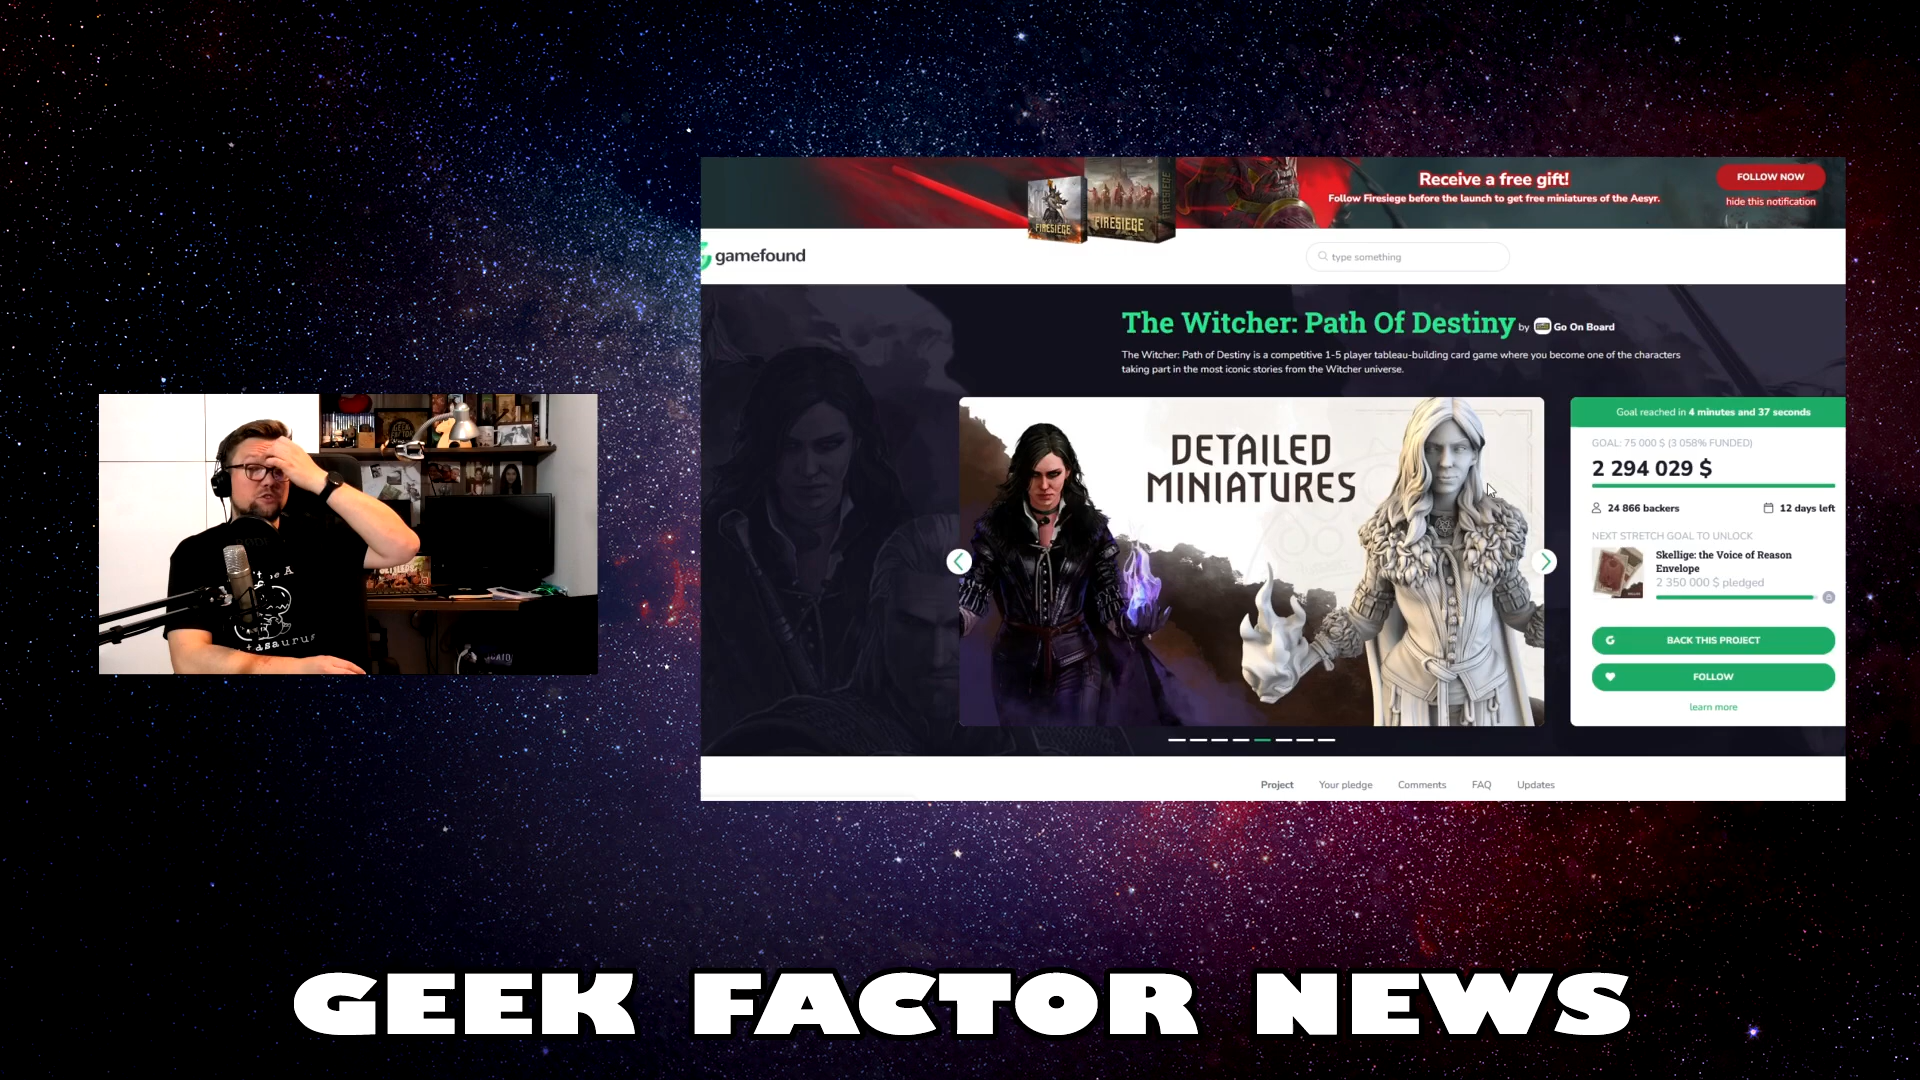 Receive a free gift!
Follow Firesiege before the launch to get free miniatures of the Aesyr.
FOLLOW NOW
hide this notification
FIRESIEGE
FIRESIEGE
gamefound
type something
The Witcher: Path Of Destiny by Go On Board
The Witcher: Path of Destiny is a competitive 1-5 player tableau-building card game where you become one of the characters
taking part in the most iconic stories from the Witcher universe.
DETAILED
MINIATURES
Goal reached in 4 minutes and 37 seconds
GOAL: 75 000 $ (3 058% FUNDED)
2 294 029 $
24 866 backers
12 days left
NEXT STRETCH GOAL TO UNLOCK
Skellige: the Voice of Reason
Envelope
2 350 000 $ pledged
BACK THIS PROJECT
FOLLOW
learn more
Project
Your pledge
Comments
FAQ
Updates
GEEK FACTOR NEWS